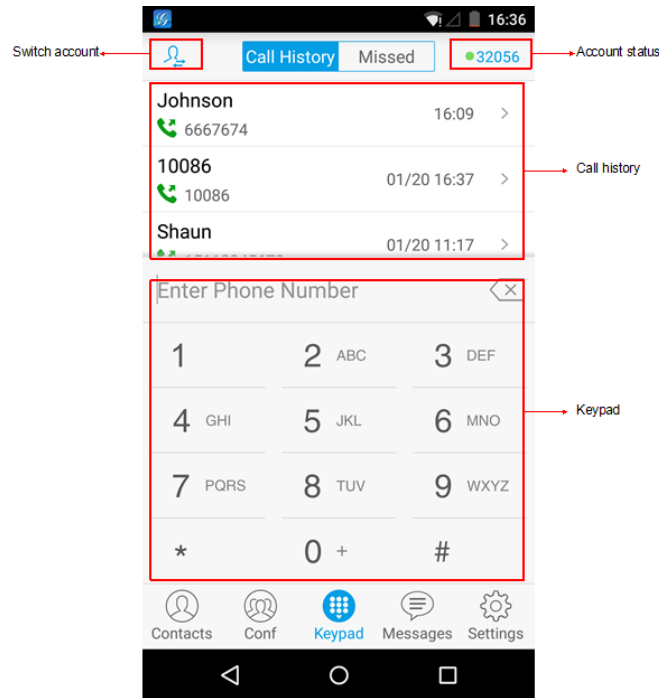 16:36
Switch account
Call History
Missed
32056
Account status
Johnson
6667674
16:09
Call history
10086
10086
01/20 16:37
Shaun
01/20 11:17
Enter Phone Number
1
2 ABC
3 DEF
4 GHI
5 JKL
6 MNO
Keypad
7 PQRS
8 TUV
9 WXYZ
*
0 +
#
Contacts
Conf
Keypad
Messages
Settings